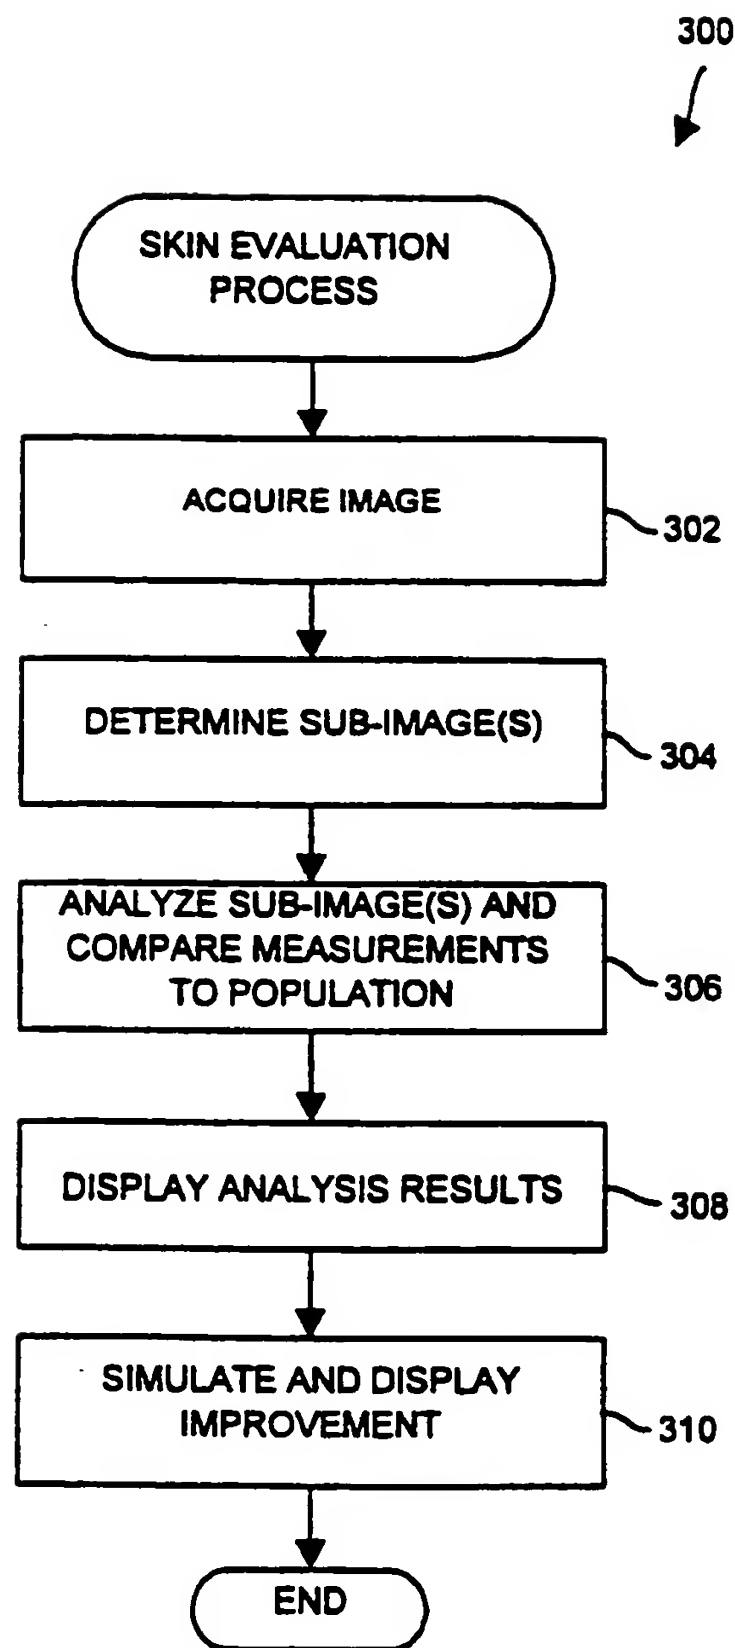 300
SKIN EVALUATION
PROCESS
ACQUIRE IMAGE
302
DETERMINE SUB-IMAGE(S)
304
ANALYZE SUB-IMAGE(S) AND
COMPARE MEASUREMENTS
TO POPULATION
306
DISPLAY ANALYSIS RESULTS
308
SIMULATE AND DISPLAY
IMPROVEMENT
310
END